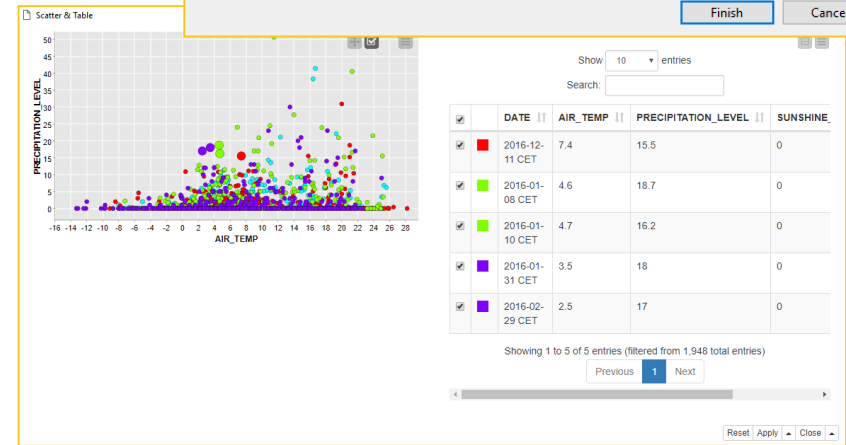 Finish
Cance
Scatter & Table
50
45
40
35
30
25
20
15
10
5
0
PRECIPITATION_LEVEL
-16 -14 -12 -10 -8 -6 -4 -2 0 2 4 6 8 10 12 14 16 18 20 22 24 26 28
AIR_TEMP
Show 10 entries
Search:
DATE AIR_TEMP PRECIPITATION_LEVEL SUNSHINE_
2016-12- 7.4 15.5 0
11 CET
2016-01- 4.6 18.7 0
08 CET
2016-01- 4.7 16.2 0
10 CET
2016-01- 3.5 18 0
31 CET
2016-02- 2.5 17 0
29 CET
Showing 1 to 5 of 5 entries (filtered from 1,948 total entries)
Previous 1 Next
Reset Apply Close